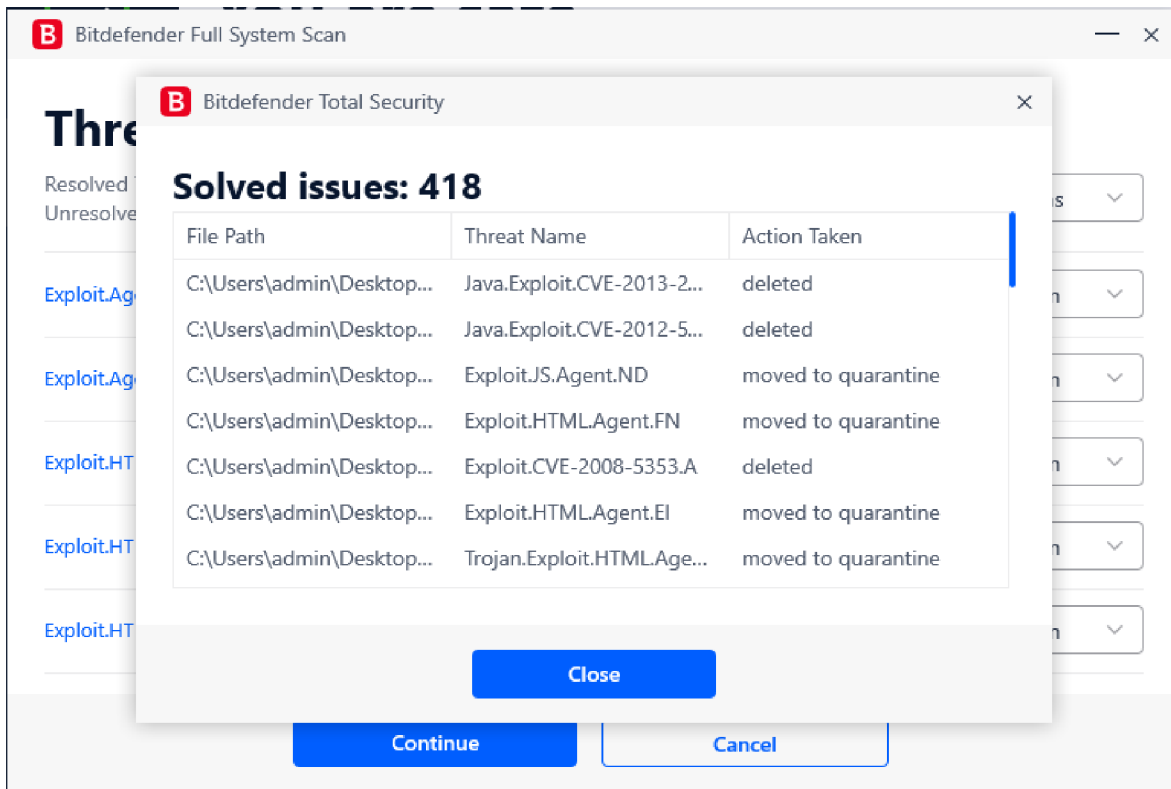 Bitdefender Full System Scan
Bitdefender Total Security
Thre
Resolved
Unresolve
Solved issues: 418
File Path Threat Name Action Taken
C:\Users\admin\Desktop... Java.Exploit.CVE-2013-2... deleted
C:\Users\admin\Desktop... Java.Exploit.CVE-2012-5... deleted
C:\Users\admin\Desktop... Exploit.JS.Agent.ND moved to quarantine
C:\Users\admin\Desktop... Exploit.HTML.Agent.FN moved to quarantine
C:\Users\admin\Desktop... Exploit.CVE-2008-5353.A deleted
C:\Users\admin\Desktop... Exploit.HTML.Agent.EI moved to quarantine
C:\Users\admin\Desktop... Trojan.Exploit.HTML.Age... moved to quarantine
Exploit.Ag
Exploit.Ag
Exploit.HT
Exploit.HT
Exploit.HT
Close
Continue Cancel